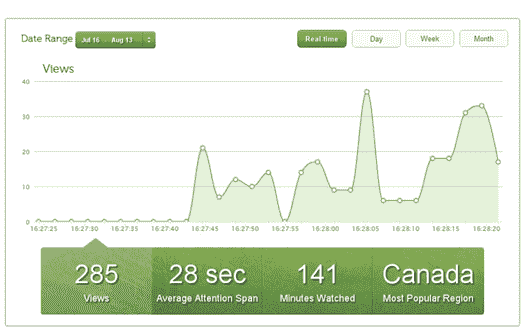 Date Range Jul 16 Aug 13 Real time Day Week Month
Views
40
30
20
10
0
16:27:25 16:27:30 16:27:35 16:27:40 16:27:45 16:27:50 16:27:55 16:28:00 16:28:05 16:28:10 16:28:15 16:28:20
285 28 sec 141 Canada
Views Average Attention Span Minutes Watched Most Popular Region